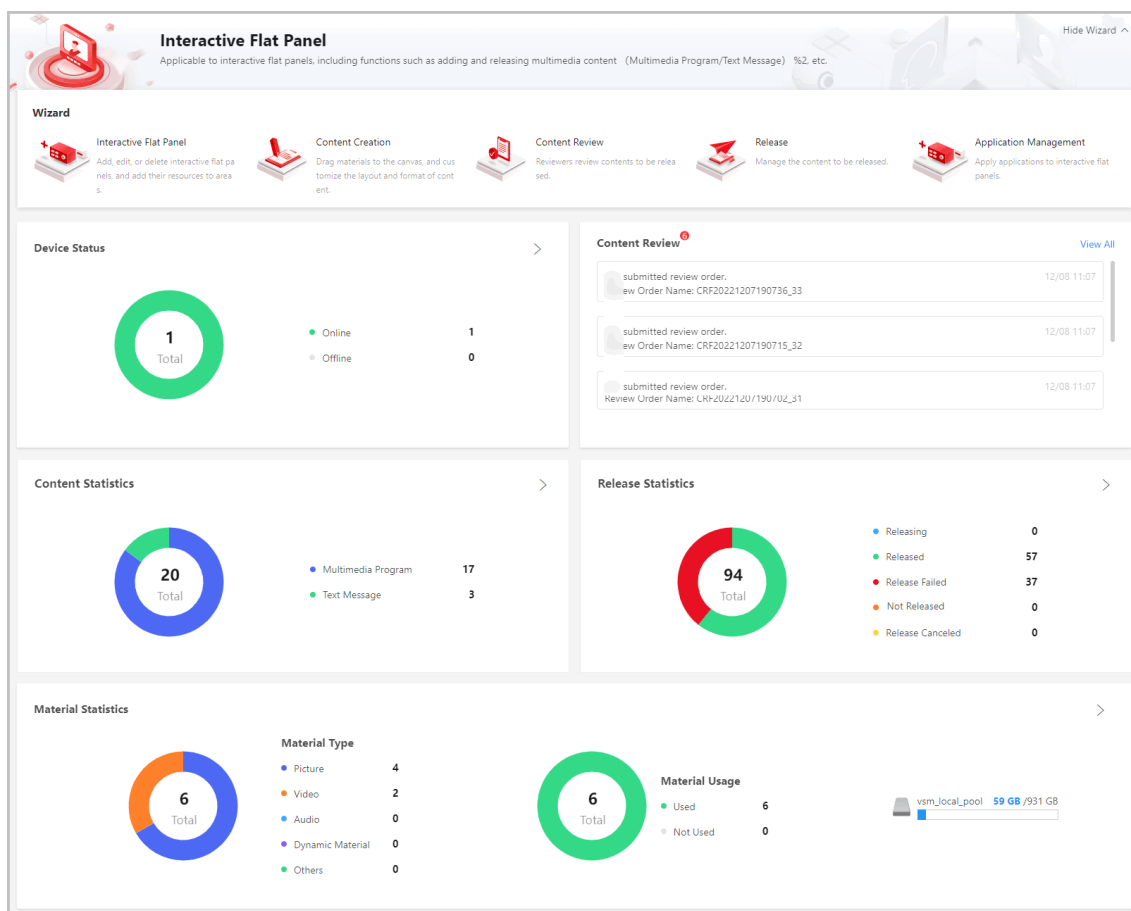 Interactive Flat Panel
Hide Wizard
Applicable to interactive flat panels, including functions such as adding and releasing multimedia content （Multimedia Program/Text Message） %2, etc.
Wizard
Interactive Flat Panel
Add, edit, or delete interactive flat pa
nels, and add their resources to area
s.
Content Creation
Drag materials to the canvas, and cus
tomize the layout and format of cont
ent.
Content Review
Reviewers review contents to be relea
sed.
Release
Manage the content to be released.
Application Management
Apply applications to interactive flat
panels.
Device Status
1
Total
Online 1
Offline 0
Content Review 6
View All
submitted review order. 12/08 11:07
ew Order Name: CRF20221207190736_33
submitted review order. 12/08 11:07
ew Order Name: CRF20221207190715_32
submitted review order. 12/08 11:07
Review Order Name: CRF20221207190702_31
Content Statistics
20
Total
Multimedia Program 17
Text Message 3
Release Statistics
94
Total
Releasing 0
Released 57
Release Failed 37
Not Released 0
Release Canceled 0
Material Statistics
6
Total
Material Type
Picture 4
Video 2
Audio 0
Dynamic Material 0
Others 0
6
Total
Material Usage
Used 6
Not Used 0
vsm_local_pool 59 GB /931 GB